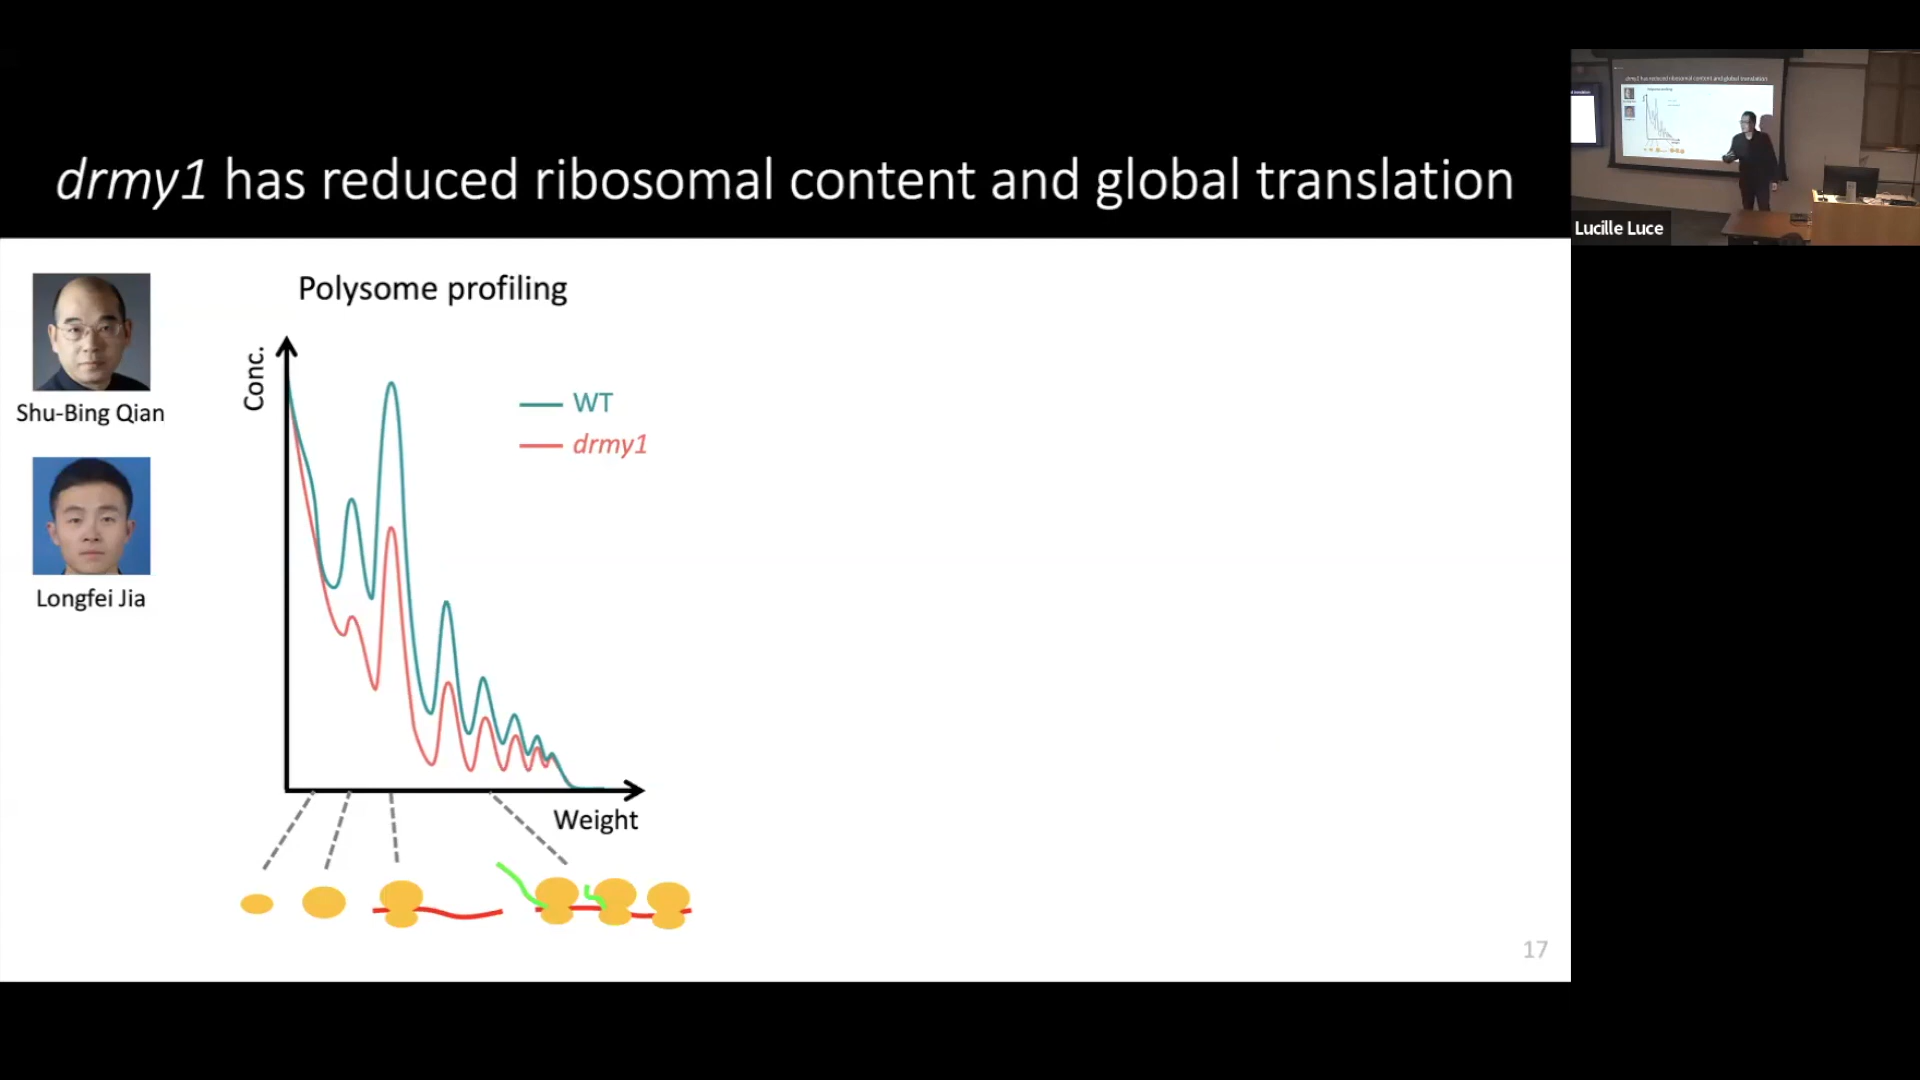 drmy1 has reduced ribosomal content and global translation
Lucille Luce
Polysome profiling
Shu-Bing Qian
Longfei Jia
Conc.
WT
drmy1
Weight
17